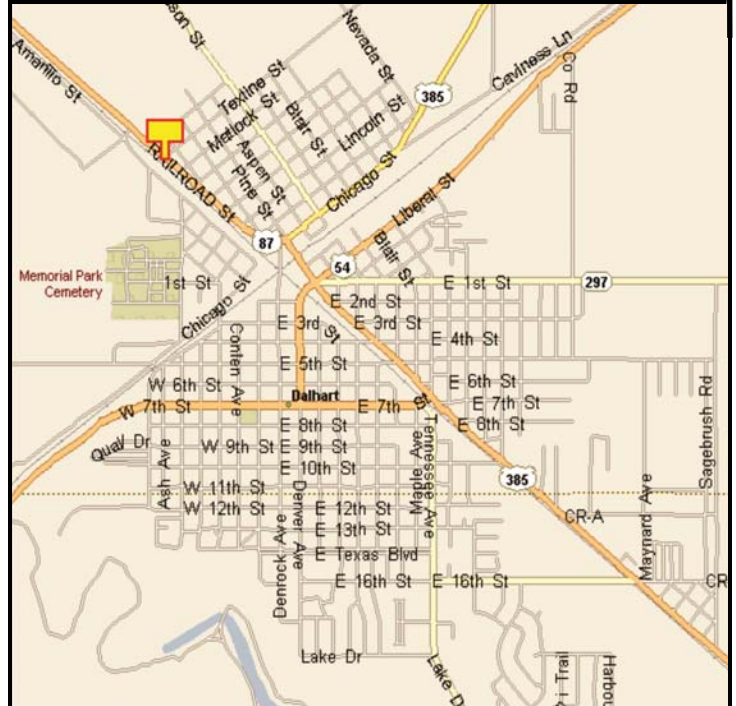 Nevada St
Caviness Ln
Amarillo St
Texline St
Co Rd
385
Matlock St
Blair St
Lincoln St
Aspen St
RAILROAD St
Pine St
Chicago St
Liberal St
87
Blair St
54
Memorial Park
Cemetery
1st St
E 1st St
297
Chicago St
E 2nd St
E 3rd St
E 3rd St
E 4th St
Conlen Ave
E 5th St
W 6th St
E 6th St
Dalhart
W 7th St
E 7th St
E 7th St
Sagebrush Rd
E 8th St
E 8th St
Quail Dr
W 9th St
E 9th St
Ash Ave
E 10th St
Maple Ave
Tennessee Ave
W 11th St
385
Denver Ave
W 12th St
E 12th St
CR-A
Maynard Ave
E 13th St
Denrock Ave
E Texas Blvd
E 16th St
E 16th St
CR
Lake Dr
Lake D
i Trail
Harbo